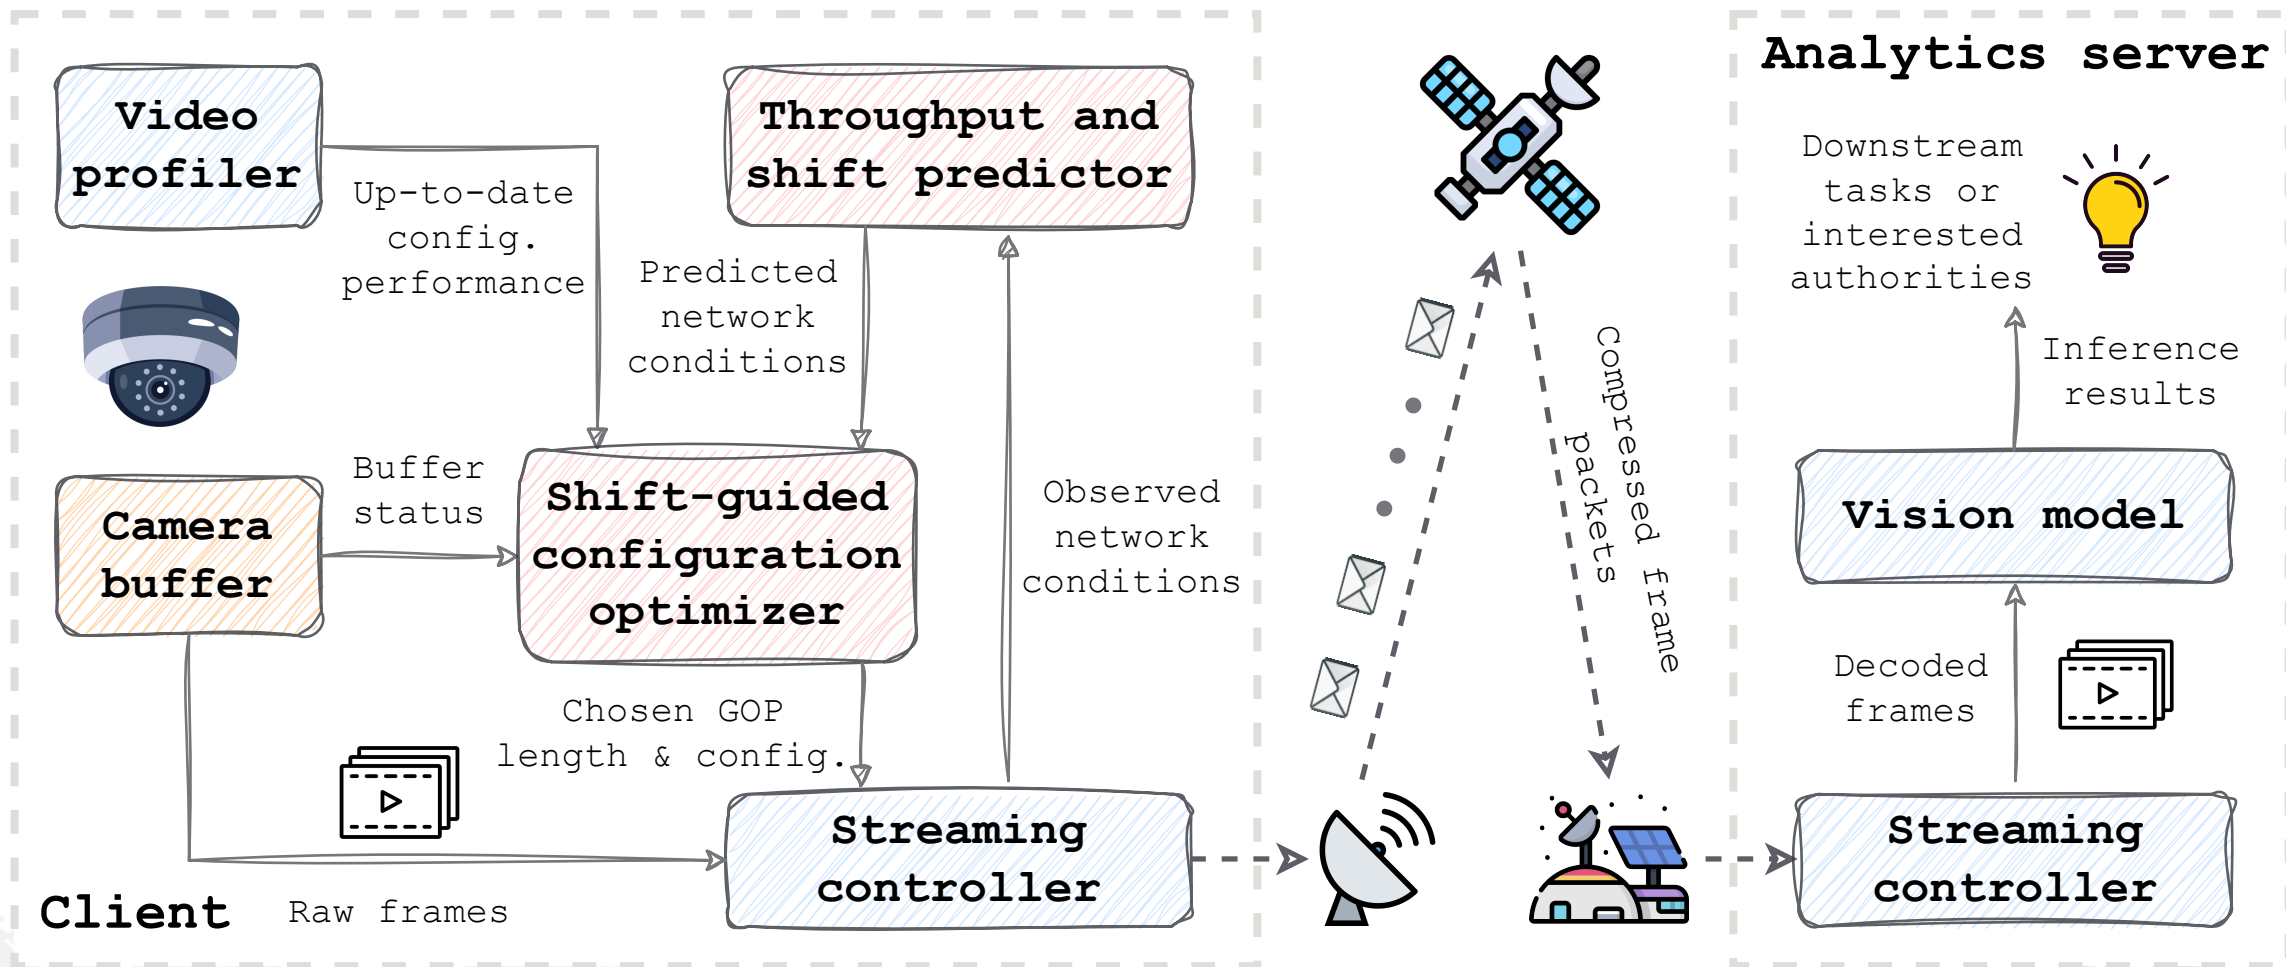 Video
profiler
Up-to-date
config.
performance
Throughput and
shift predictor
Predicted
network
conditions
Camera
buffer
Buffer
status
Shift-guided
configuration
optimizer
Observed
network
conditions
Chosen GOP
length & config.
Streaming
controller
Raw frames
Client
Compressed frame
packets
Analytics server
Downstream
tasks or
interested
authorities
Inference
results
Vision model
Decoded
frames
Streaming
controller